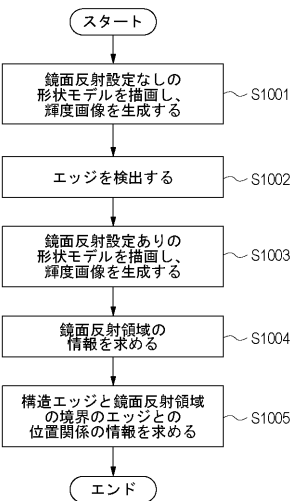 スタート
鏡面反射設定なしの
形状モデルを描画し、
輝度画像を生成する
S1001
エッジを検出する
S1002
鏡面反射設定ありの
形状モデルを描画し、
輝度画像を生成する
S1003
鏡面反射領域の
情報を求める
S1004
構造エッジと鏡面反射領域
の境界のエッジとの
位置関係の情報を求める
S1005
エンド